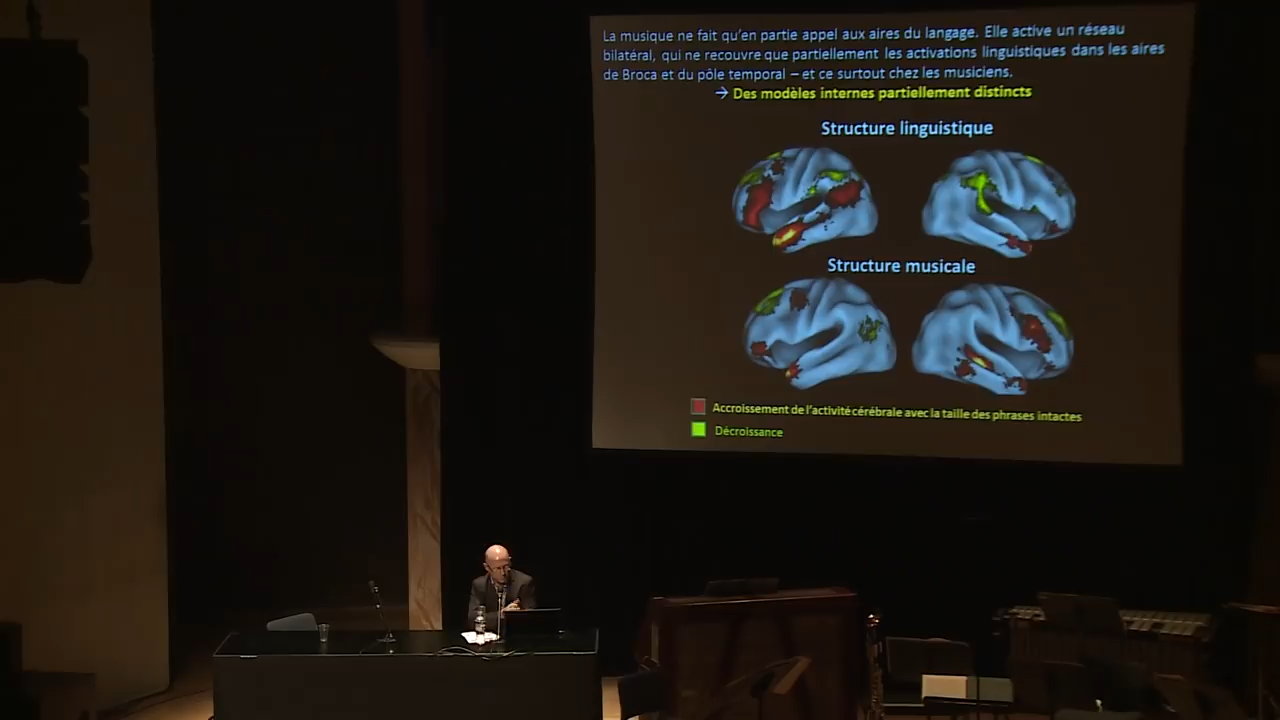 La musique ne fait qu'en partie appel aux aires du langage. Elle active un réseau
bilatéral, qui ne recouvre que partiellement les activations linguistiques dans les aires
de Broca et du pôle temporal – et ce surtout chez les musiciens.
→ Des modèles internes partiellement distincts
Structure linguistique
Structure musicale
Accroissement de l'activité cérébrale avec la taille des phrases intactes
Décroissance